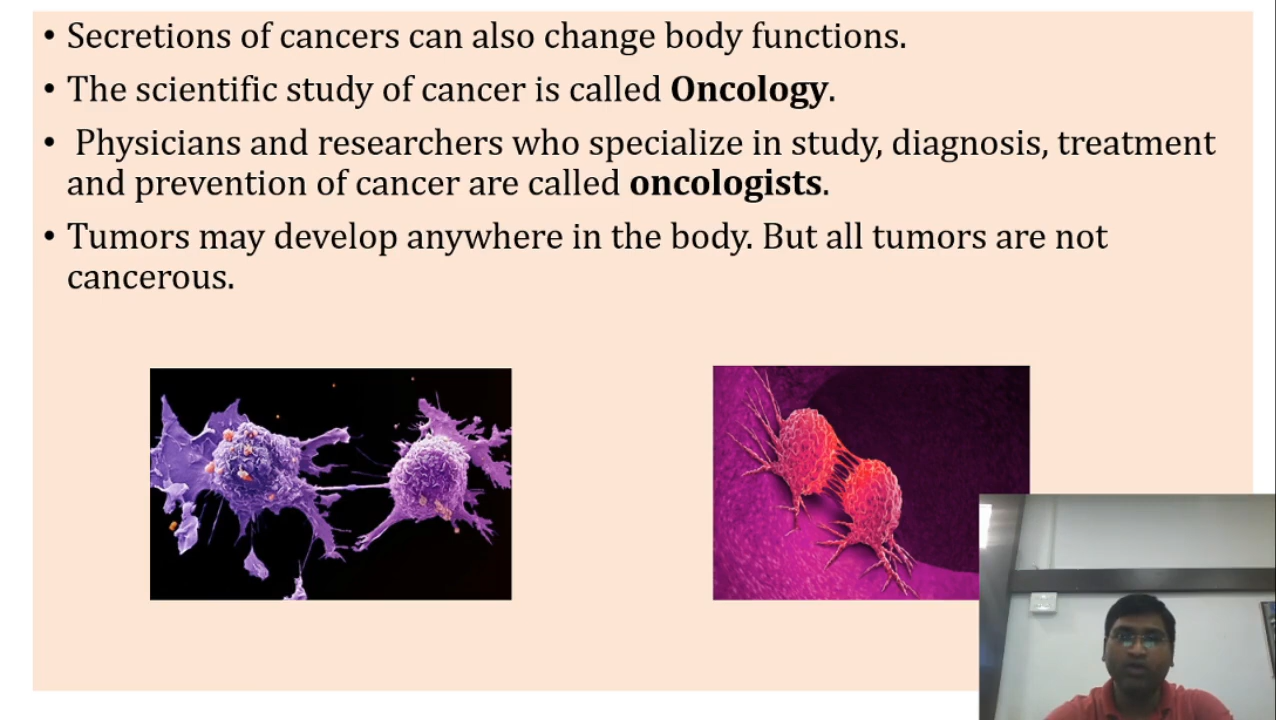 • Secretions of cancers can also change body functions.
• The scientific study of cancer is called Oncology.
• Physicians and researchers who specialize in study, diagnosis, treatment
and prevention of cancer are called oncologists.
• Tumors may develop anywhere in the body. But all tumors are not
cancerous.